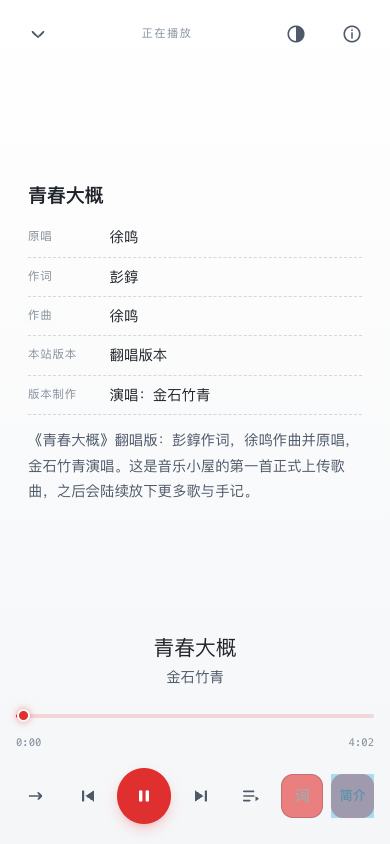 正在播放
青春大概
原唱 徐鸣
作词 彭錞
作曲 徐鸣
本站版本 翻唱版本
版本制作 演唱：金石竹青
《青春大概》翻唱版：彭錞作词，徐鸣作曲并原唱，
金石竹青演唱。这是音乐小屋的第一首正式上传歌
曲，之后会陆续放下更多歌与手记。
青春大概
金石竹青
0:00 4:02
词 简介